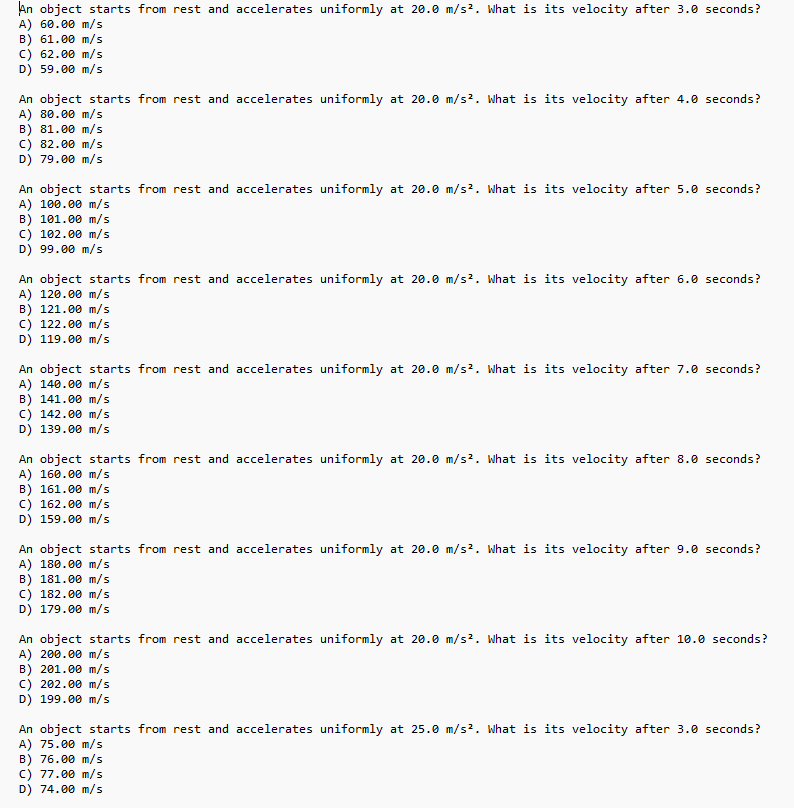 An object starts from rest and accelerates uniformly at 20.0 m/s². What is its velocity after 3.0 seconds?
A) 60.00 m/s
B) 61.00 m/s
C) 62.00 m/s
D) 59.00 m/s
An object starts from rest and accelerates uniformly at 20.0 m/s². What is its velocity after 4.0 seconds?
A) 80.00 m/s
B) 81.00 m/s
C) 82.00 m/s
D) 79.00 m/s
An object starts from rest and accelerates uniformly at 20.0 m/s². What is its velocity after 5.0 seconds?
A) 100.00 m/s
B) 101.00 m/s
C) 102.00 m/s
D) 99.00 m/s
An object starts from rest and accelerates uniformly at 20.0 m/s². What is its velocity after 6.0 seconds?
A) 120.00 m/s
B) 121.00 m/s
C) 122.00 m/s
D) 119.00 m/s
An object starts from rest and accelerates uniformly at 20.0 m/s². What is its velocity after 7.0 seconds?
A) 140.00 m/s
B) 141.00 m/s
C) 142.00 m/s
D) 139.00 m/s
An object starts from rest and accelerates uniformly at 20.0 m/s². What is its velocity after 8.0 seconds?
A) 160.00 m/s
B) 161.00 m/s
C) 162.00 m/s
D) 159.00 m/s
An object starts from rest and accelerates uniformly at 20.0 m/s². What is its velocity after 9.0 seconds?
A) 180.00 m/s
B) 181.00 m/s
C) 182.00 m/s
D) 179.00 m/s
An object starts from rest and accelerates uniformly at 20.0 m/s². What is its velocity after 10.0 seconds?
A) 200.00 m/s
B) 201.00 m/s
C) 202.00 m/s
D) 199.00 m/s
An object starts from rest and accelerates uniformly at 25.0 m/s². What is its velocity after 3.0 seconds?
A) 75.00 m/s
B) 76.00 m/s
C) 77.00 m/s
D) 74.00 m/s